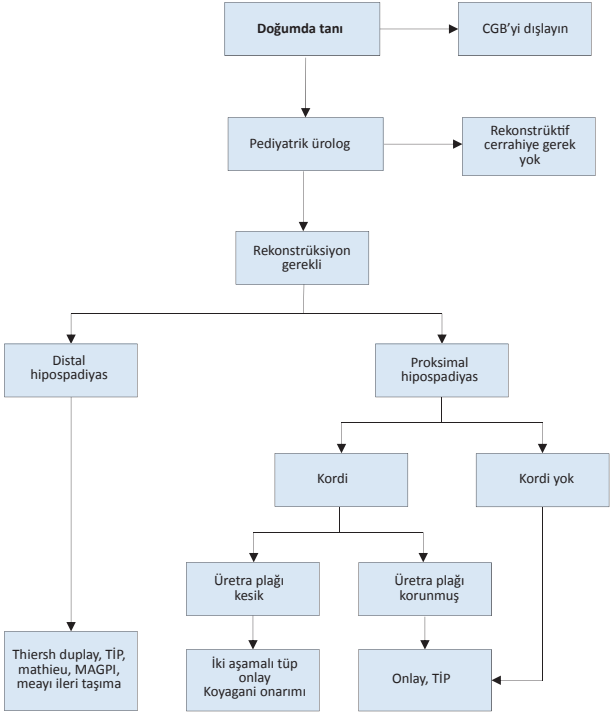 Doğumda tanı
CGB'yi dışlayın
Pediyatrik ürolog
Rekonstrüktif
cerrahiye gerek
yok
Rekonstrüksiyon
gerekli
Distal
hipospadiyas
Proksimal
hipospadiyas
Kordi
Kordi yok
Üretra plağı
kesik
Üretra plağı
korunmuş
Thiersh duplay, TİP,
mathieu, MAGPI,
meayı ileri taşıma
İki aşamalı tüp
onlay
Koyagani onarımı
Onlay, TİP